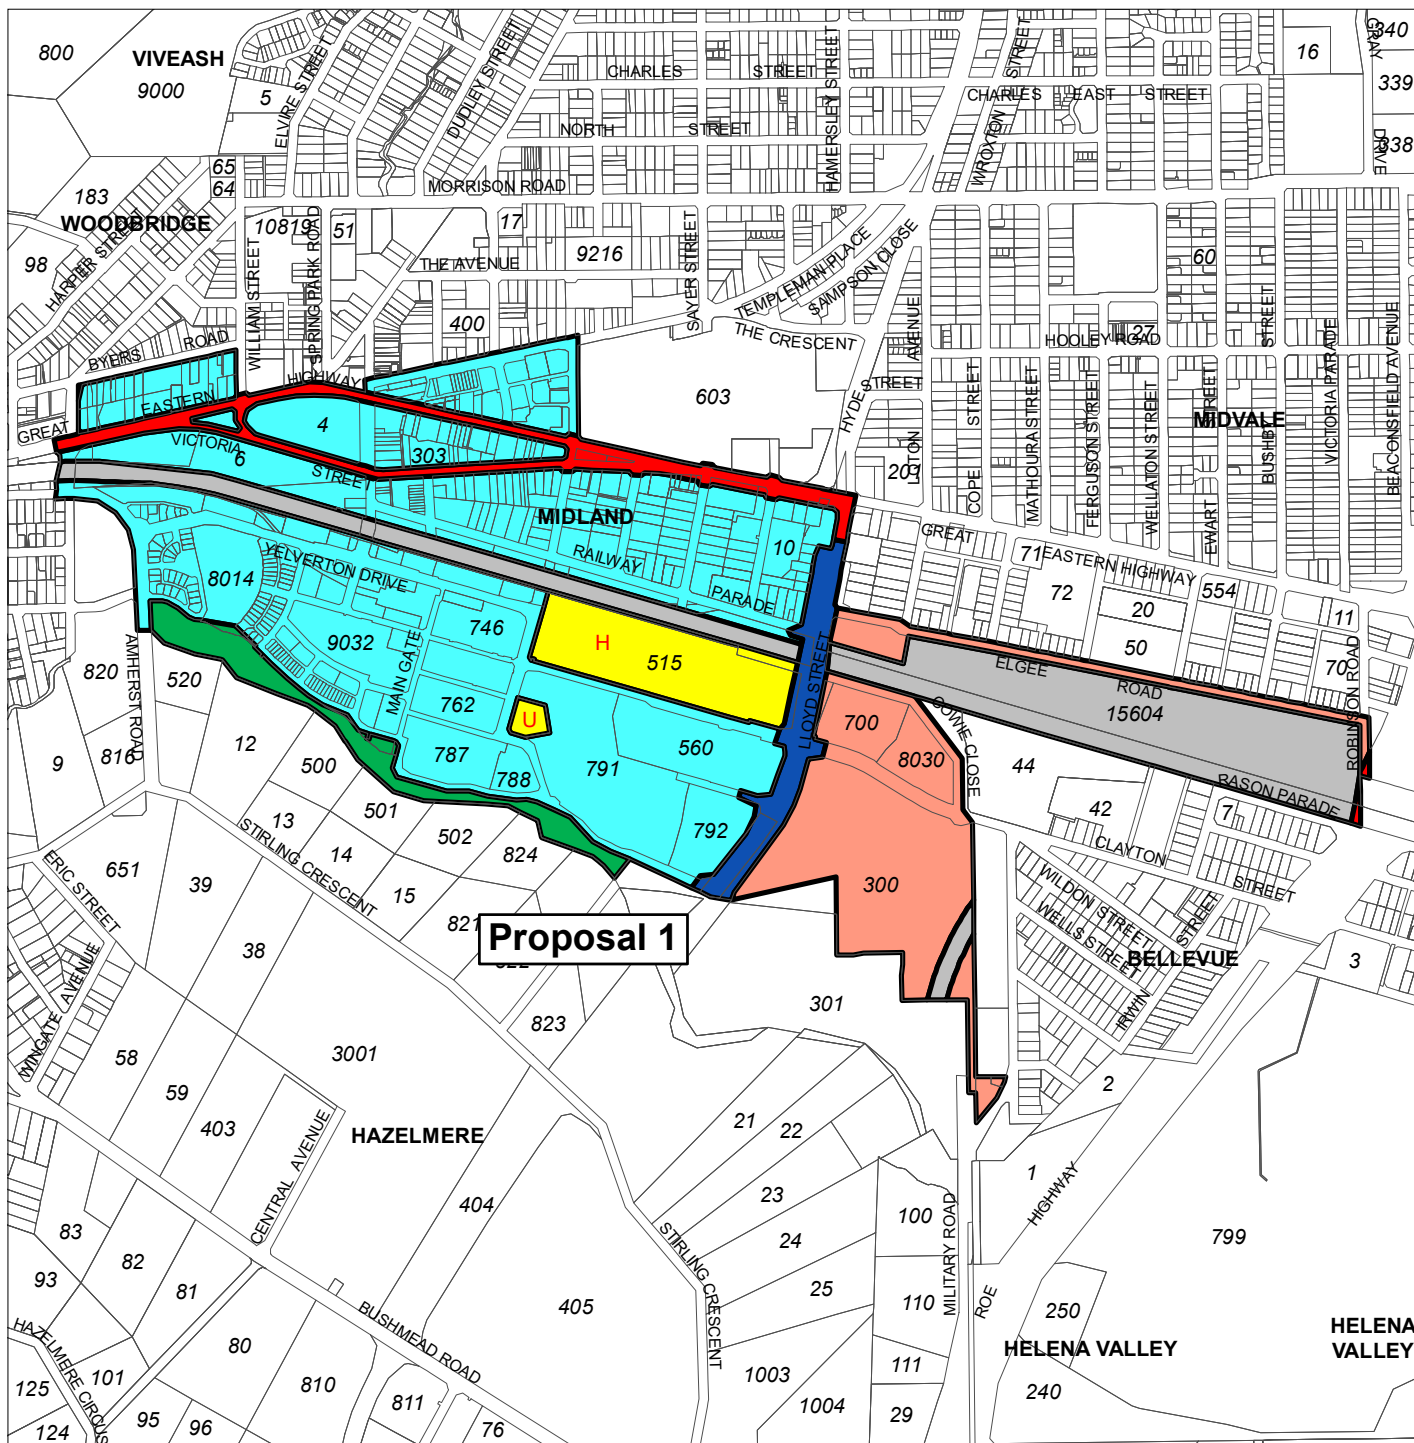 800
VIVEASH
9000
5
ELVIRE STREET
DUDLEY STREET
CHARLES STREET
HAMERSLEY STREET
WROXTON STREET
CHARLES EAST STREET
16
GRAY DRIVE
340
339
338
NORTH STREET
65
64
183
MORRISON ROAD
WOODBRIDGE
HARPER STREET
98
10819
51
17
9216
WILLIAM STREET
SPRING PARK ROAD
THE AVENUE
SAYER STREET
TEMPLEMAN PLACE
SAMPSON CLOSE
THE CRESCENT
60
400
27
HOOLEY ROAD
BYERS ROAD
GREAT EASTERN HIGHWAY
603
HYDE STREET
AVENUE
COPE STREET
MATHOURA STREET
FERGUSON STREET
WELLATON STREET
EWART STREET
BUSHBY STREET
VICTORIA PARADE
BEACONSFIELD AVENUE
MIDVALE
4
303
VICTORIA STREE
6
201
MIDLAND
10
RAILWAY PARADE
GREAT EASTERN HIGHWAY
71
72
554
20
50
11
70
YELVERTON DRIVE
8014
9032
746
H
515
MAIN GATE
762
U
LLOYD STREET
ELGEE ROAD
15604
ROBINSON ROAD
RASON PARADE
AMHERST ROAD
820
520
816
9
12
500
787
788
791
560
792
700
8030
COWIE CLOSE
44
42
7
CLAYTON STREET
13
501
14
502
824
STIRLING CRESCENT
15
821
Proposal 1
300
WILDON STREET
WELLS STREET
IRWIN STREET
BELLEVUE
3
ERIC STREET
651
39
38
WINGATE AVENUE
823
301
58
59
3001
403
CENTRAL AVENUE
HAZELMERE
21
22
23
24
25
2
1
ROE HIGHWAY
404
100
MILITARY ROAD
799
83
82
93
81
STIRLING CRESCENT
405
110
250
HELENA VALLEY
HELENA
VALLEY
HAZELMERE CIRCUS
80
BUSHMEAD ROAD
111
1003
1004
240
125
101
810
811
124
95
96
76
29